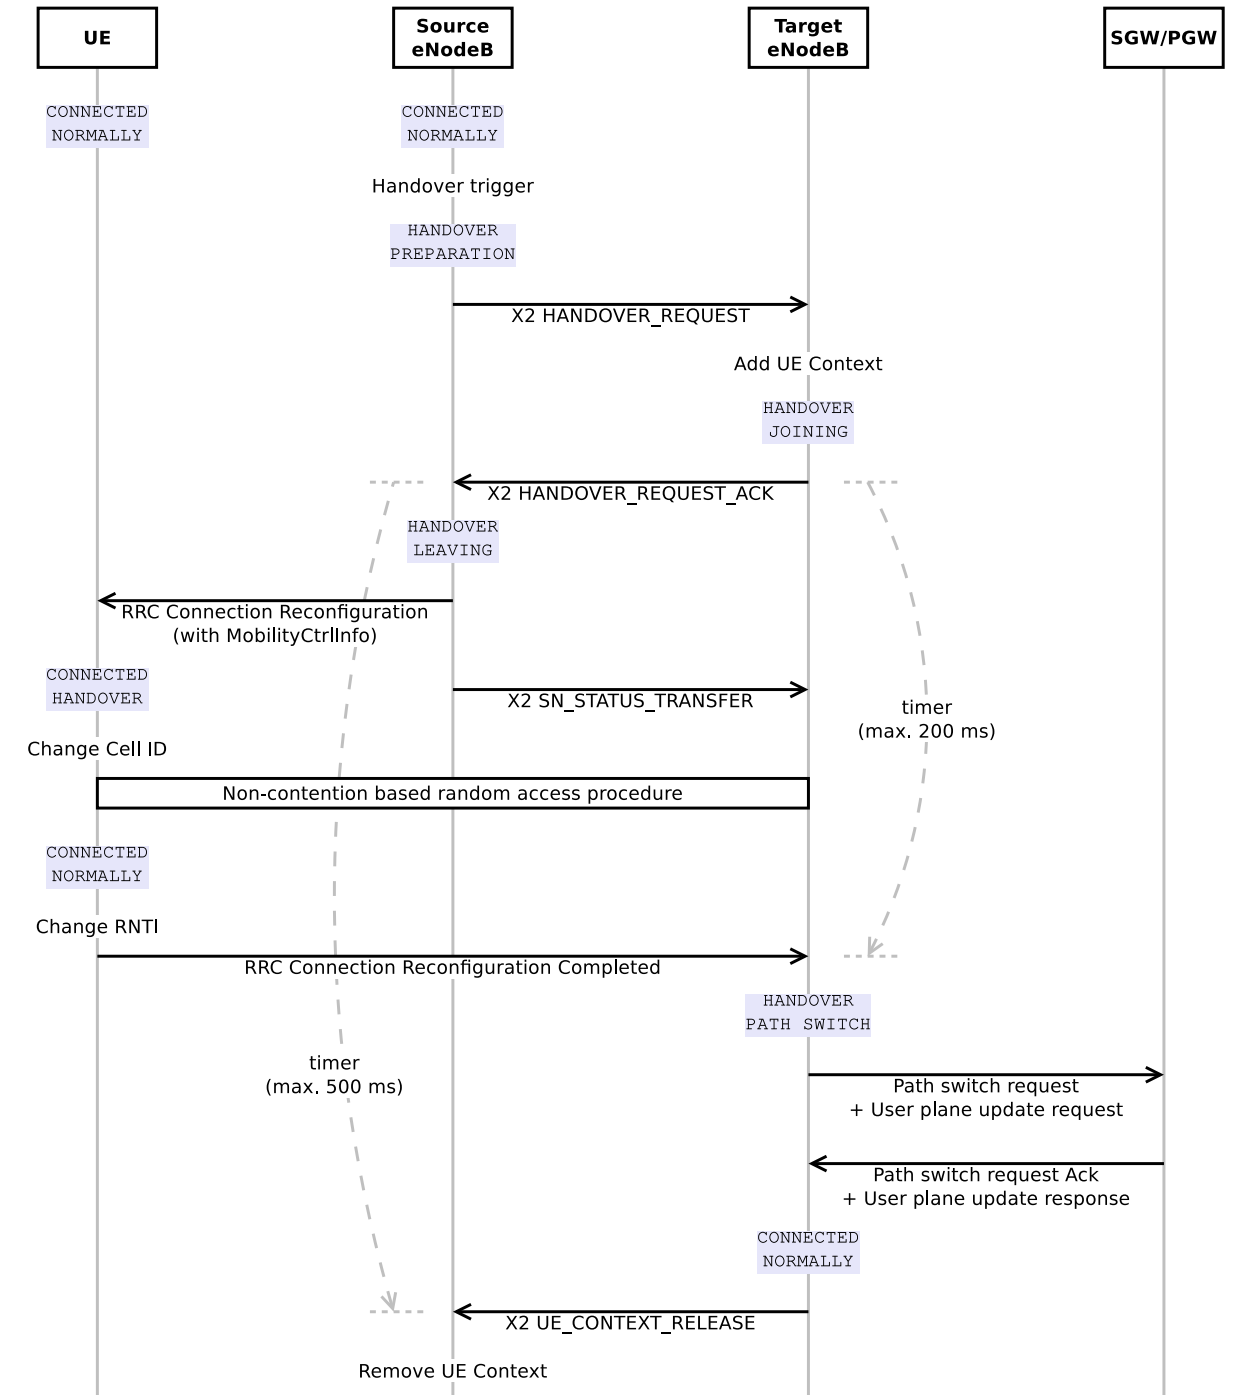 UE
Source
eNodeB
Target
eNodeB
SGW/PGW
CONNECTED
NORMALLY
CONNECTED
NORMALLY
Handover trigger
HANDOVER
PREPARATION
X2 HANDOVER_REQUEST
Add UE Context
HANDOVER
JOINING
X2 HANDOVER_REQUEST_ACK
HANDOVER
LEAVING
RRC Connection Reconfiguration
(with MobilityCtrlInfo)
CONNECTED
HANDOVER
X2 SN_STATUS_TRANSFER
timer
(max. 200 ms)
Change Cell ID
Non-contention based random access procedure
CONNECTED
NORMALLY
Change RNTI
RRC Connection Reconfiguration Completed
HANDOVER
PATH SWITCH
timer
(max. 500 ms)
Path switch request
+ User plane update request
Path switch request Ack
+ User plane update response
CONNECTED
NORMALLY
X2 UE_CONTEXT_RELEASE
Remove UE Context